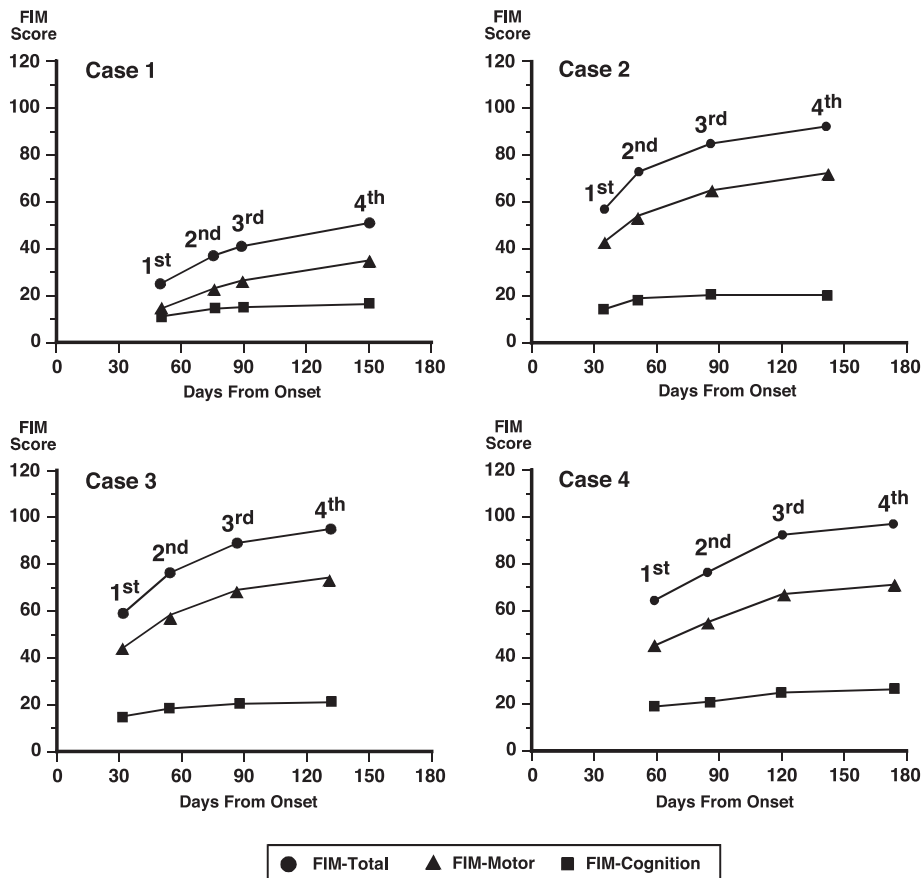 FIM
Score
120
100
80
60
40
20
0
Case 1
1st
2nd
3rd
4th
0 30 60 90 120 150 180
Days From Onset
FIM
Score
120
100
80
60
40
20
0
Case 2
1st
2nd
3rd
4th
0 30 60 90 120 150 180
Days From Onset
FIM
Score
120
100
80
60
40
20
0
Case 3
1st
2nd
3rd
4th
0 30 60 90 120 150 180
Days From Onset
FIM
Score
120
100
80
60
40
20
0
Case 4
1st
2nd
3rd
4th
0 30 60 90 120 150 180
Days From Onset
FIM-Total FIM-Motor FIM-Cognition